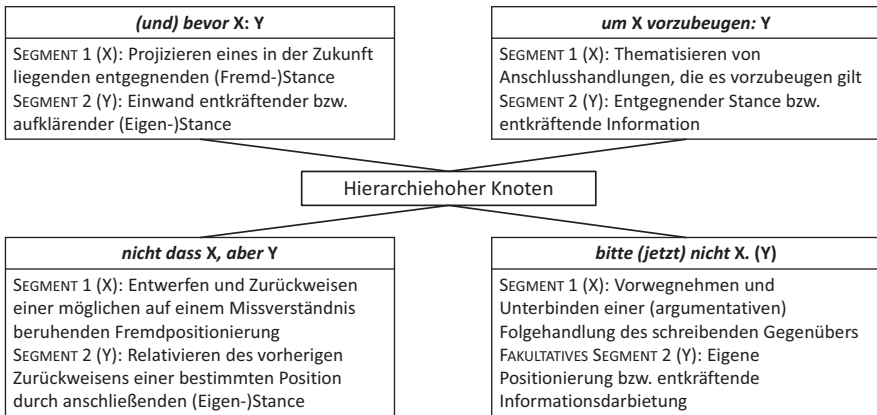 (und) bevor X: Y
SEGMENT 1 (X): Projizieren eines in der Zukunft
liegenden entgegnenden (Fremd-)Stance
SEGMENT 2 (Y): Einwand entkräftender bzw.
aufklärender (Eigen-)Stance
um X vorzubeugen: Y
SEGMENT 1 (X): Thematisieren von
Anschlusshandlungen, die es vorzubeugen gilt
SEGMENT 2 (Y): Entgegnender Stance bzw.
entkräftende Information
Hierarchiehoher Knoten
nicht dass X, aber Y
SEGMENT 1 (X): Entwerfen und Zurückweisen
einer möglichen auf einem Missverständnis
beruhenden Fremdpositionierung
SEGMENT 2 (Y): Relativieren des vorherigen
Zurückweisens einer bestimmten Position
durch anschließenden (Eigen-)Stance
bitte (jetzt) nicht X. (Y)
SEGMENT 1 (X): Vorwegnehmen und
Unterbinden einer (argumentativen)
Folgehandlung des schreibenden Gegenübers
FAKULTATIVES SEGMENT 2 (Y): Eigene
Positionierung bzw. entkräftende
Informationsdarbietung